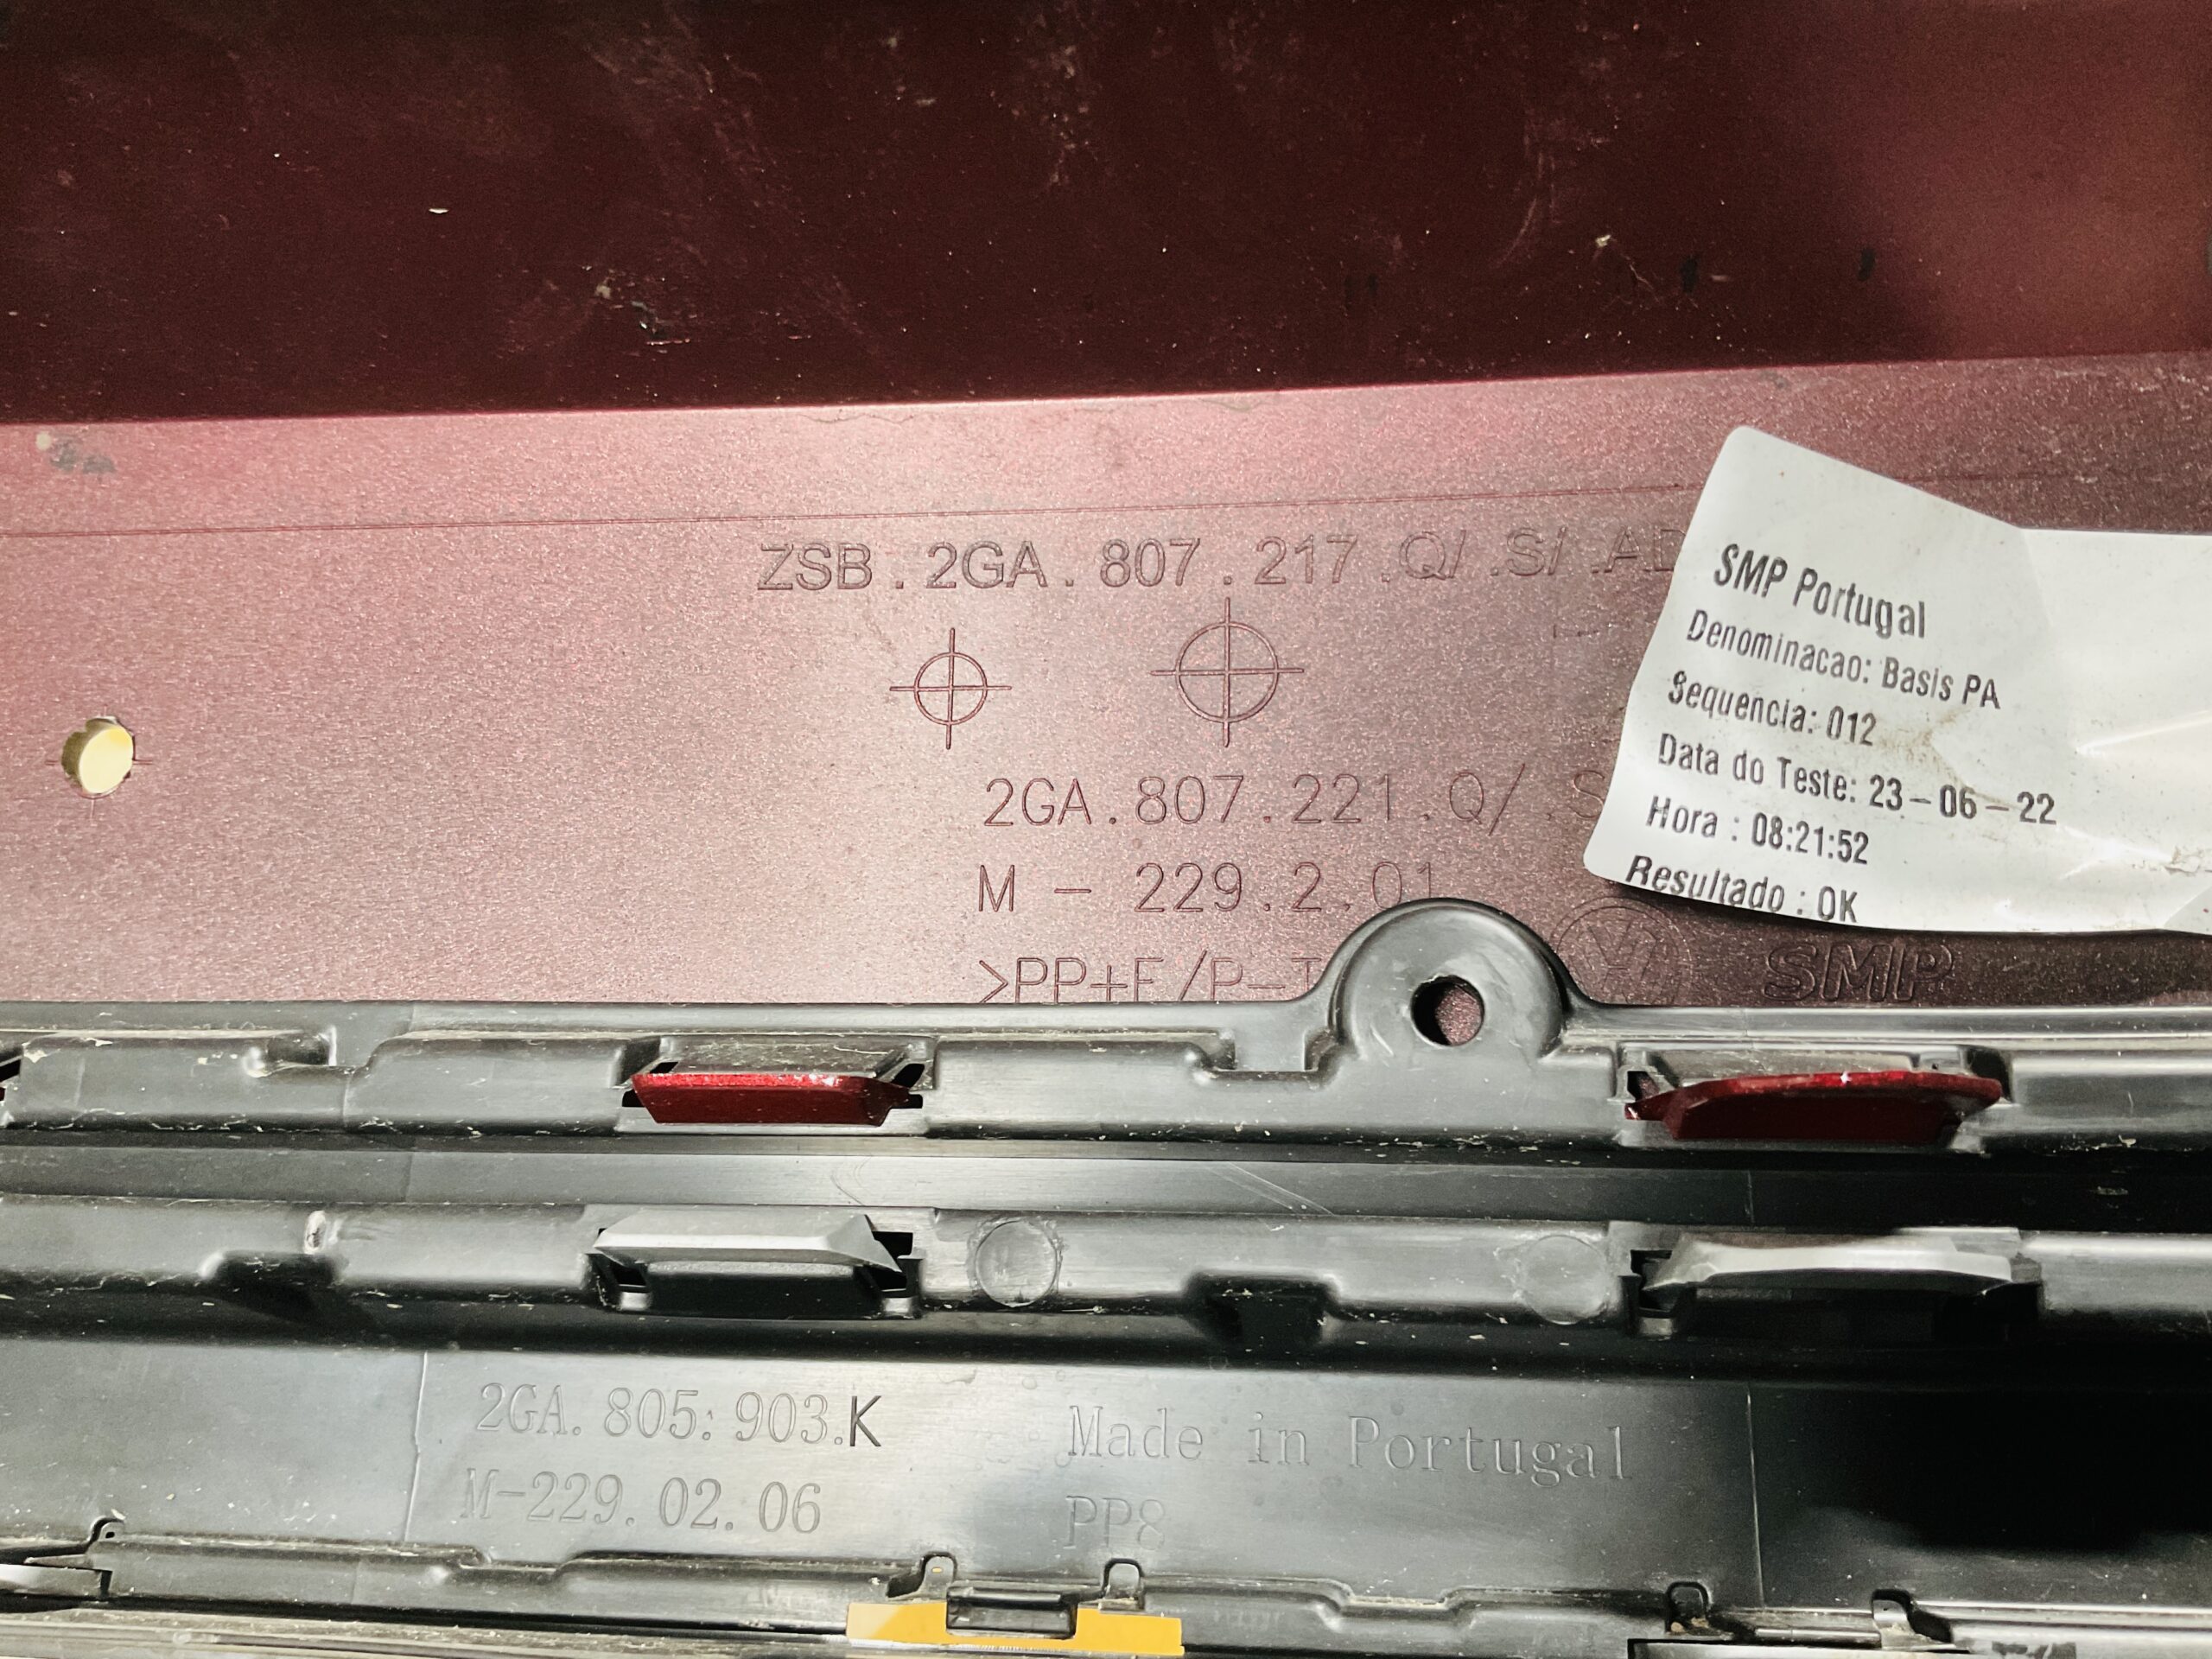 ZSB . 2GA . 807 . 217 .Q/ .S/ .AD
2GA . 807 . 221 . Q/ . S
M - 229 . 2 . 01
SMP
SMP Portugal
Denominacao: Basis PA
Sequencia: 012
Data do Teste: 23-06-22
Hora : 08:21:52
Resultado : OK
2GA. 805. 903.K
M-229. 02. 06
Made in Portugal
PP8